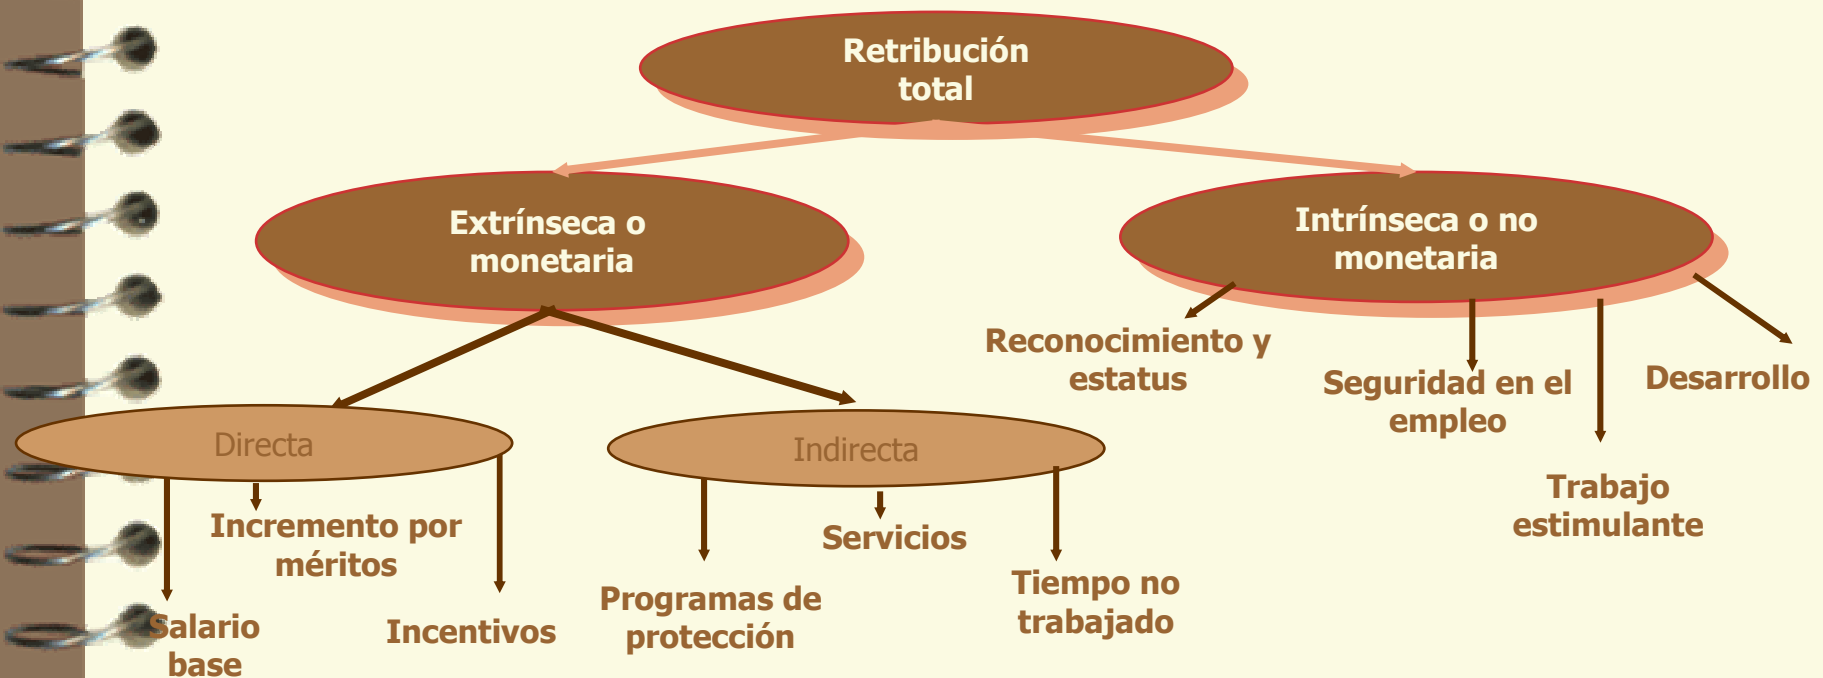 Retribución
total
Extrínseca o
monetaria
Intrínseca o no
monetaria
Reconocimiento y
estatus
Seguridad en el
empleo
Desarrollo
Trabajo
estimulante
Directa
Indirecta
Incremento por
méritos
Salario
base
Incentivos
Servicios
Programas de
protección
Tiempo no
trabajado